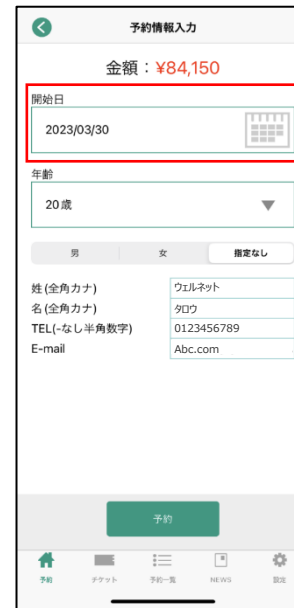 予約情報入力
金額：¥84,150
開始日
2023/03/30
年齢
20歳
男 女 指定なし
姓(全角カナ) ウェルネット
名(全角カナ) タロウ
TEL(-なし半角数字) 0123456789
E-mail Abc.com
予約
予約 チケット 予約一覧 NEWS 設定